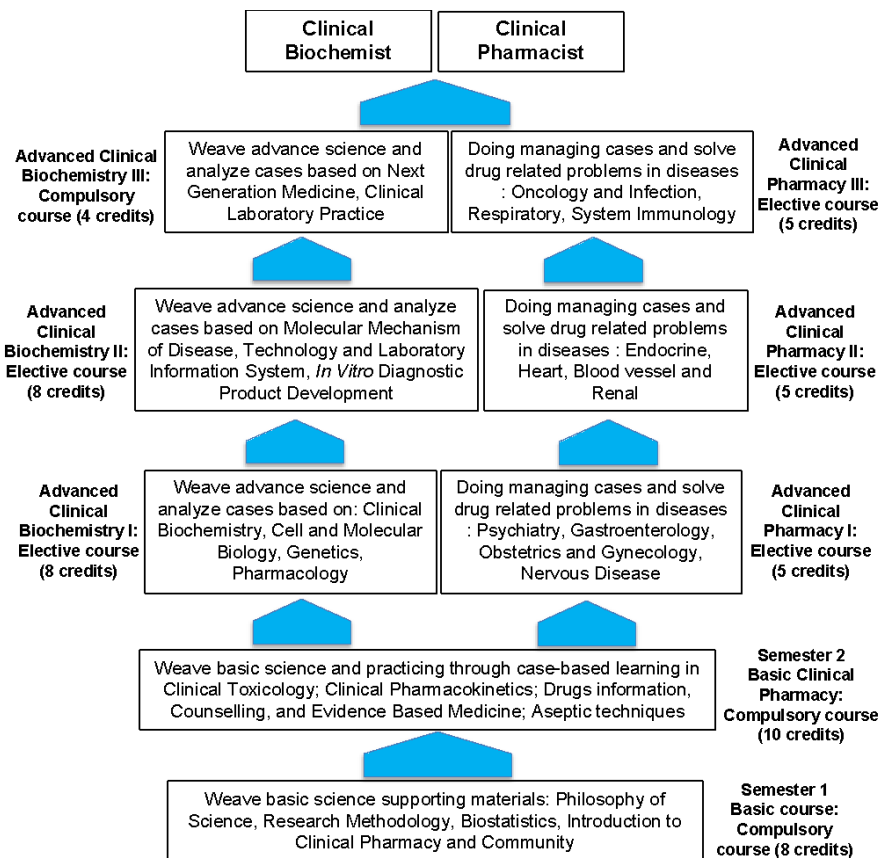 Clinical
Biochemist
Clinical
Pharmacist
Advanced Clinical
Biochemistry III:
Compulsory
course (4 credits)
Weave advance science and
analyze cases based on Next
Generation Medicine, Clinical
Laboratory Practice
Doing managing cases and solve
drug related problems in diseases
: Oncology and Infection,
Respiratory, System Immunology
Advanced
Clinical
Pharmacy III:
Elective course
(5 credits)
Advanced
Clinical
Biochemistry II:
Elective course
(8 credits)
Weave advance science and analyze
cases based on Molecular Mechanism
of Disease, Technology and Laboratory
Information System, In Vitro Diagnostic
Product Development
Doing managing cases and
solve drug related problems
in diseases : Endocrine,
Heart, Blood vessel and
Renal
Advanced
Clinical
Pharmacy II:
Elective course
(5 credits)
Advanced
Clinical
Biochemistry I:
Elective course
(8 credits)
Weave advance science and
analyze cases based on: Clinical
Biochemistry, Cell and Molecular
Biology, Genetics,
Pharmacology
Doing managing cases and solve
drug related problems in diseases
: Psychiatry, Gastroenterology,
Obstetrics and Gynecology,
Nervous Disease
Advanced
Clinical
Pharmacy I:
Elective course
(5 credits)
Weave basic science and practicing through case-based learning in
Clinical Toxicology; Clinical Pharmacokinetics; Drugs information,
Counselling, and Evidence Based Medicine; Aseptic techniques
Semester 2
Basic Clinical
Pharmacy:
Compulsory course
(10 credits)
Weave basic science supporting materials: Philosophy of
Science, Research Methodology, Biostatistics, Introduction to
Clinical Pharmacy and Community
Semester 1
Basic course:
Compulsory
course (8 credits)